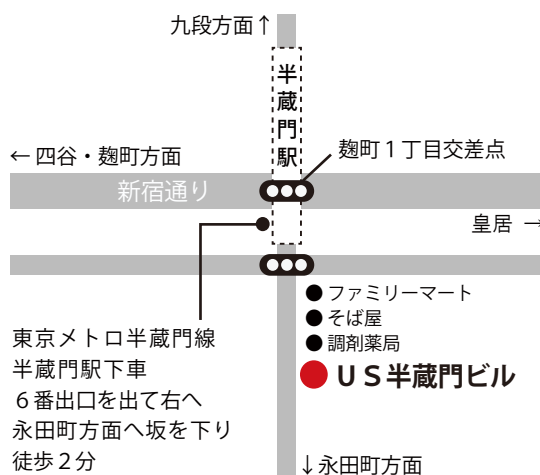 九段方面↑
半蔵門駅
麹町1丁目交差点
← 四谷・麹町方面
新宿通り
皇居 →
● ファミリーマート
● そば屋
● 調剤薬局
● ＵＳ半蔵門ビル
東京メトロ半蔵門線
半蔵門駅下車
６番出口を出て右へ
永田町方面へ坂を下り
徒歩２分
↓永田町方面